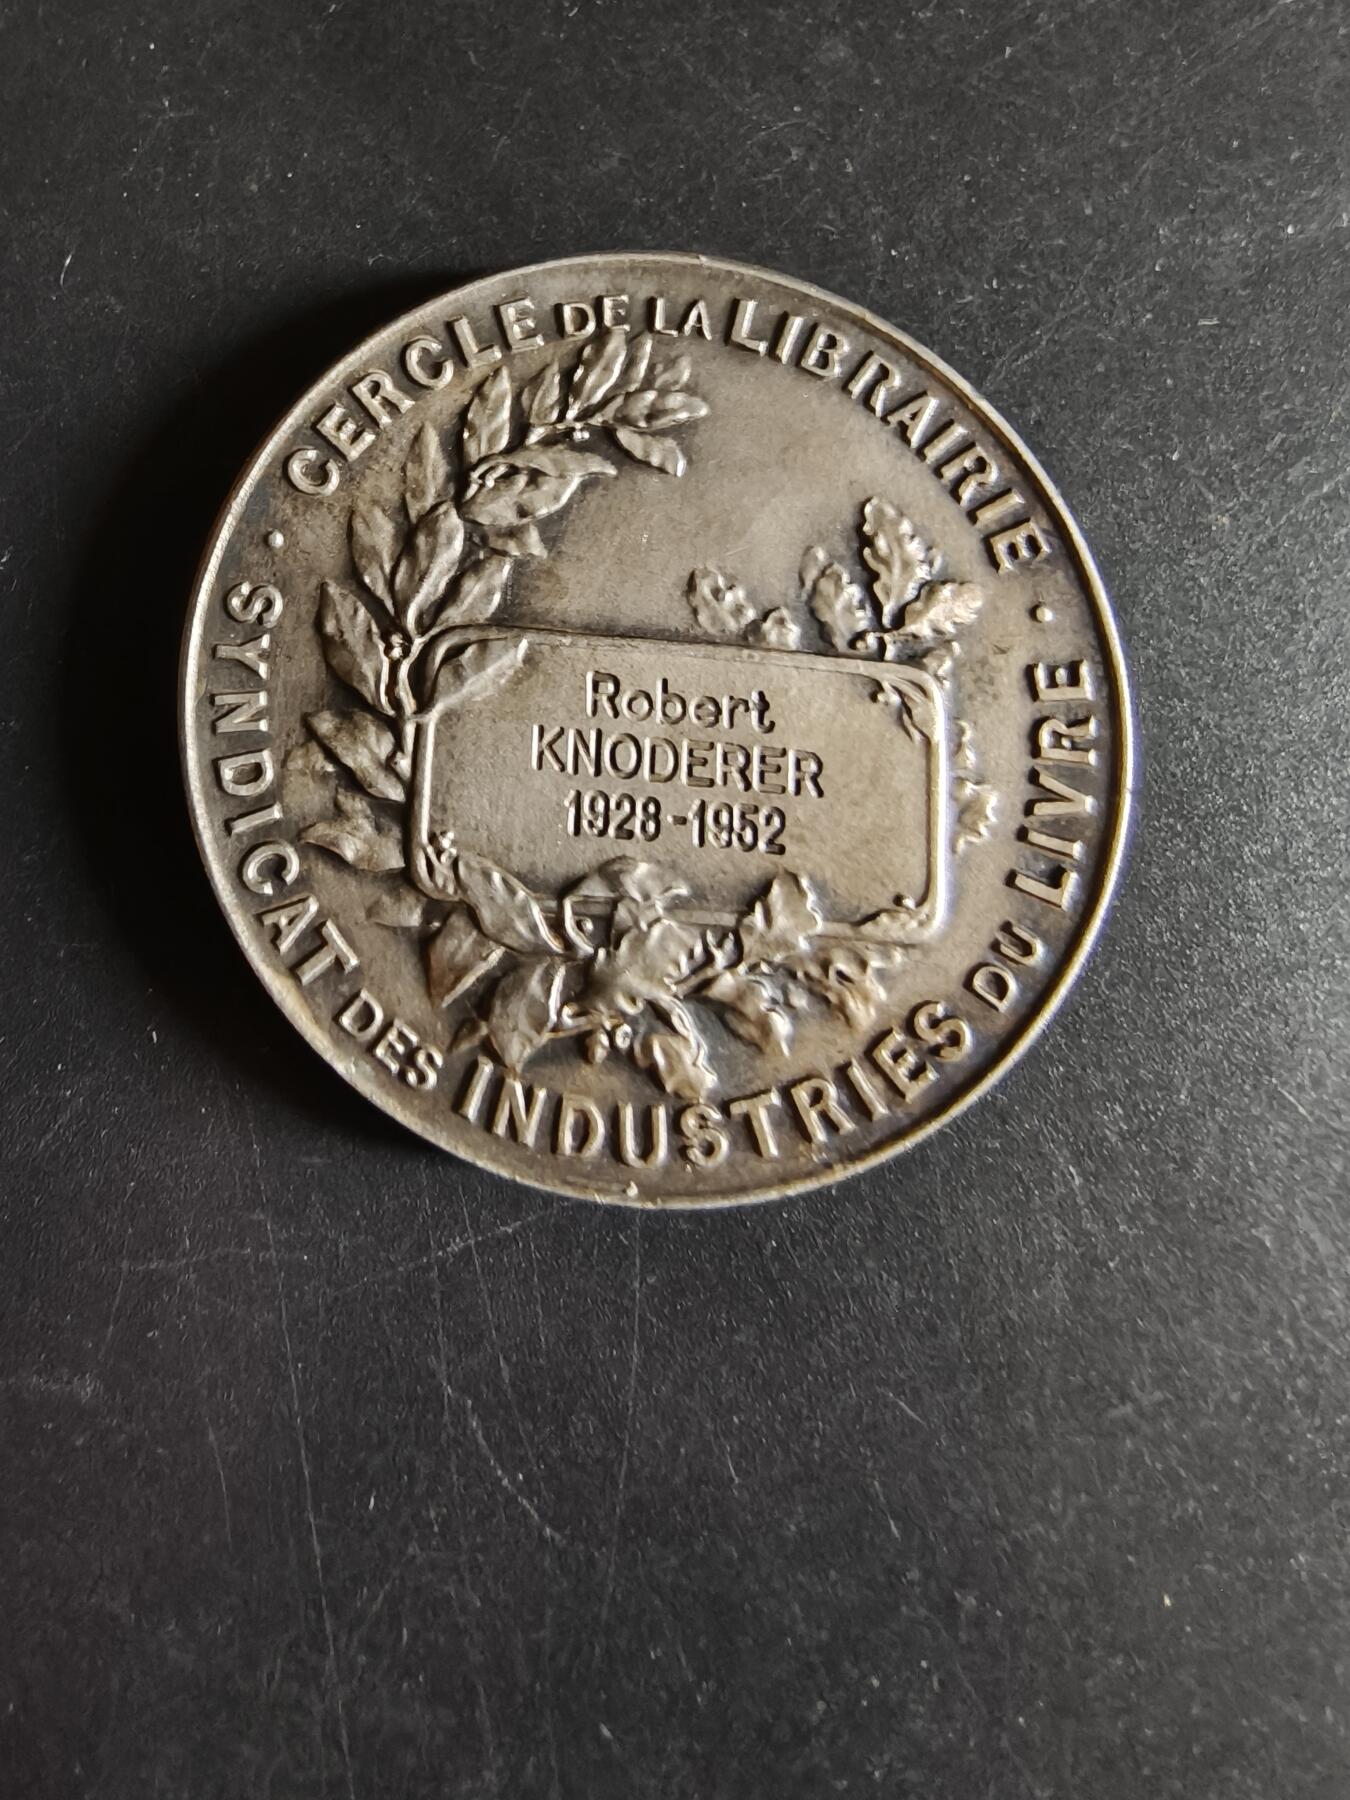 CERCLE DE LA LIBRAIRIE
· SYNDICAT DES INDUSTRIES DU LIVRE ·
Robert
KNODERER
1928-1952